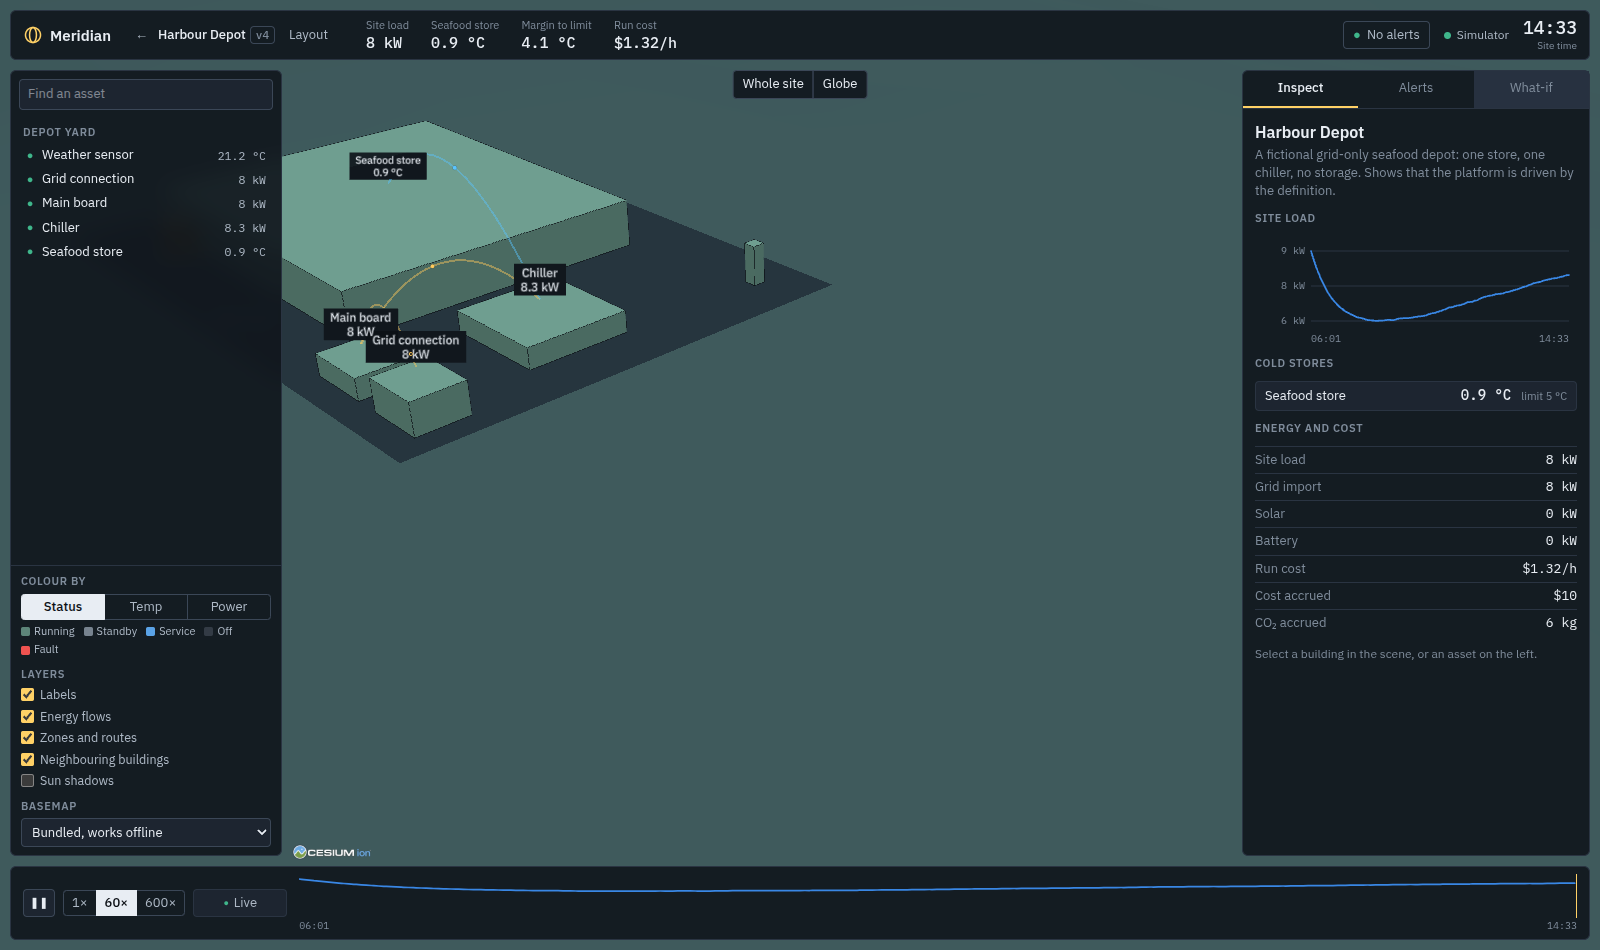 Meridian
← Harbour Depot v4 Layout
Site load
8 kW
Seafood store
0.9 °C
Margin to limit
4.1 °C
Run cost
$1.32/h
No alerts
Simulator
14:33
Site time
Find an asset
DEPOT YARD
Weather sensor 21.2 °C
Grid connection 8 kW
Main board 8 kW
Chiller 8.3 kW
Seafood store 0.9 °C
COLOUR BY
Status Temp Power
Running Standby Service Off
Fault
LAYERS
Labels
Energy flows
Zones and routes
Neighbouring buildings
Sun shadows
BASEMAP
Bundled, works offline
Whole site Globe
Seafood store
0.9 °C
Chiller
8.3 kW
Main board
8 kW
Grid connection
8 kW
CESIUM ion
Inspect Alerts What-if
Harbour Depot
A fictional grid-only seafood depot: one store, one
chiller, no storage. Shows that the platform is driven by
the definition.
SITE LOAD
9 kW
8 kW
6 kW
06:01 14:33
COLD STORES
Seafood store 0.9 °C limit 5 °C
ENERGY AND COST
Site load 8 kW
Grid import 8 kW
Solar 0 kW
Battery 0 kW
Run cost $1.32/h
Cost accrued $10
CO₂ accrued 6 kg
Select a building in the scene, or an asset on the left.
1× 60× 600× Live
06:01 14:33